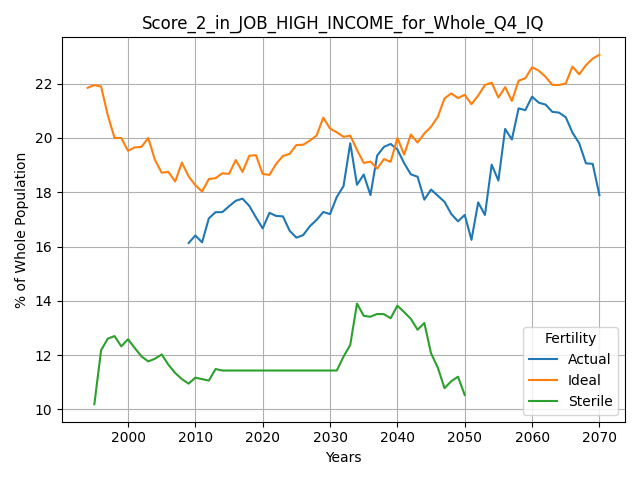 Score_2_in_JOB_HIGH_INCOME_for_Whole_Q4_IQ
% of Whole Population
22
20
18
16
14
12
10
2000 2010 2020 2030 2040 2050 2060 2070
Years
Fertility
Actual
Ideal
Sterile